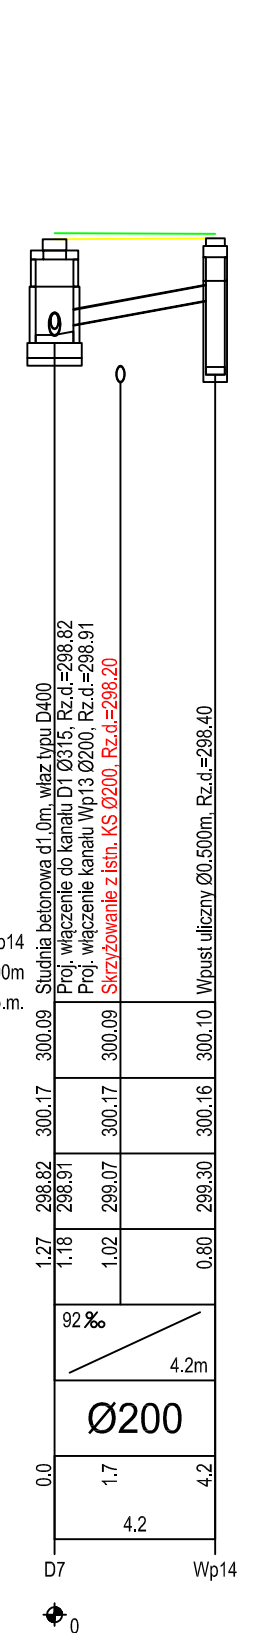 Studnia betonowa d1,0m, właz typu D400
Proj. włączenie do kanału D1 Ø315, Rz.d.=298.82
Proj. włączenie kanału Wp13 Ø200, Rz.d.=298.91
Skrzyżowanie z istn. KS Ø200, Rz.d.=298.20
Wpust uliczny Ø0.500m, Rz.d.=298.40
p14
00m
o.m.
300.09 300.09 300.10
300.17 300.17 300.16
298.82 298.91 299.07 299.30
1.27 1.18 1.02 0.80
92‰
4.2m
Ø200
0.0 1.7 4.2
4.2
D7 Wp14
0